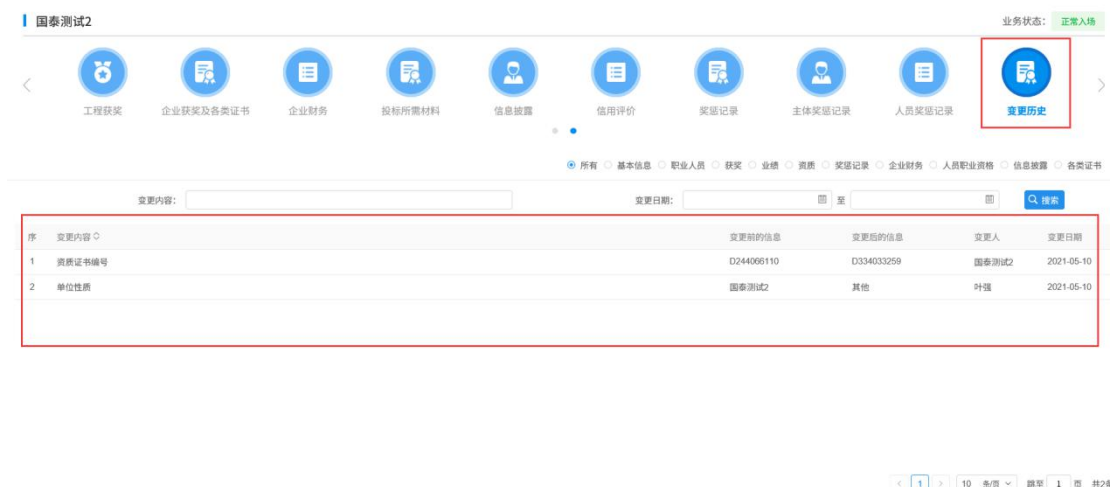 国泰测试2 业务状态： 正常入场
工程获奖 企业获奖及各类证书 企业财务 投标所需材料 信息披露 信用评价 奖惩记录 主体奖惩记录 人员奖惩记录 变更历史
所有 基本信息 职业人员 获奖 业绩 资质 奖惩记录 企业财务 人员职业资格 信息披露 各类证书
变更内容： 变更日期： 至 搜索
序 变更内容 变更前的信息 变更后的信息 变更人 变更日期
1 资质证书编号 D244066110 D334033259 国泰测试2 2021-05-10
2 单位性质 国泰测试2 其他 叶强 2021-05-10
< 1 > 10 条/页 跳至 1 页 共2条